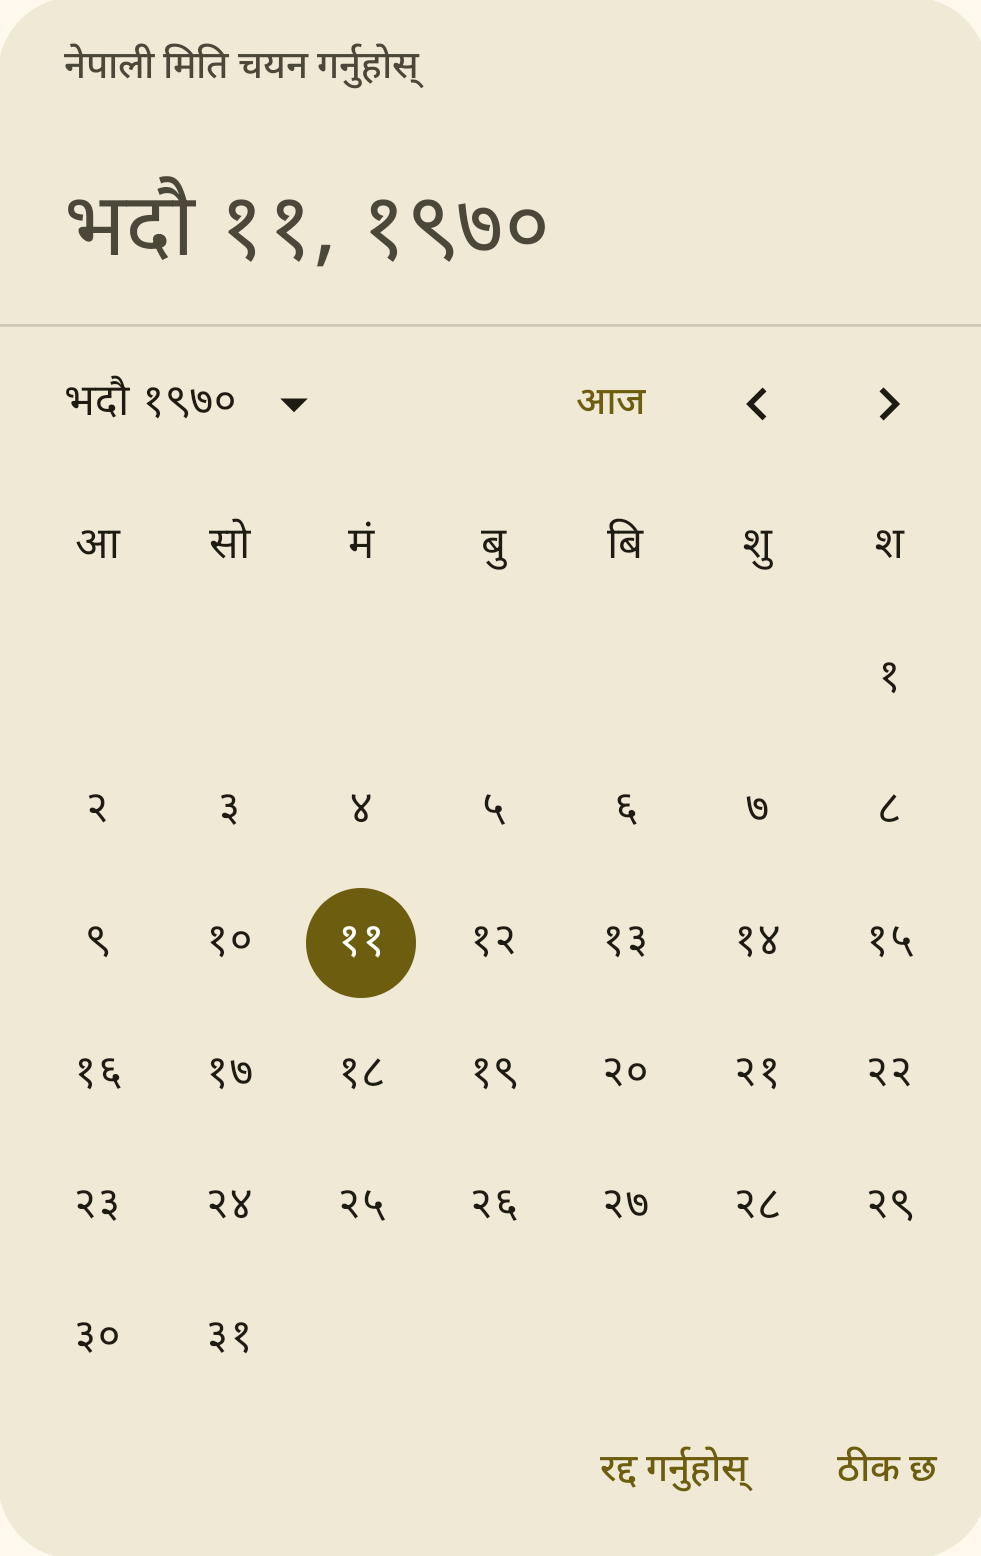 नेपाली मिति चयन गर्नुहोस्
भदौ ११, १९७०
भदौ १९७० आज
आ सो मं बु बि शु श
१
२ ३ ४ ५ ६ ७ ८
९ १० ११ १२ १३ १४ १५
१६ १७ १८ १९ २० २१ २२
२३ २४ २५ २६ २७ २८ २९
३० ३१
रद्द गर्नुहोस् ठीक छ